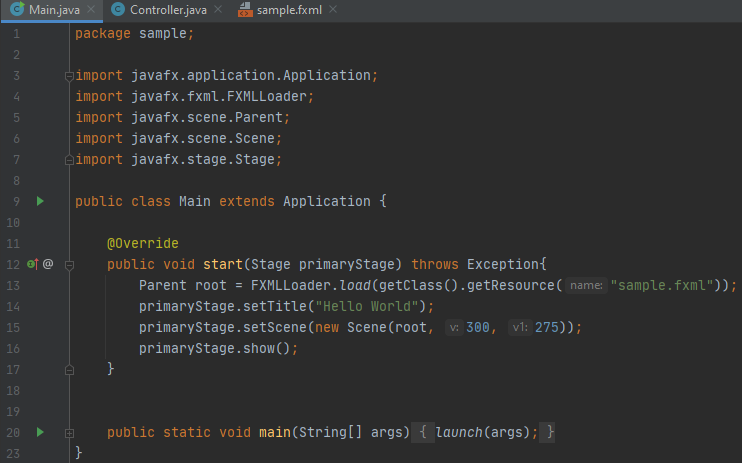 Main.java × Controller.java × sample.fxml ×
1 package sample;
2
3 import javafx.application.Application;
4 import javafx.fxml.FXMLLoader;
5 import javafx.scene.Parent;
6 import javafx.scene.Scene;
7 import javafx.stage.Stage;
8
9 public class Main extends Application {
10
11 @Override
12 @ public void start(Stage primaryStage) throws Exception{
13 Parent root = FXMLLoader.load(getClass().getResource( name: "sample.fxml"));
14 primaryStage.setTitle("Hello World");
15 primaryStage.setScene(new Scene(root, v: 300, v1: 275));
16 primaryStage.show();
17 }
18
19
20 public static void main(String[] args) { launch(args); }
23 }